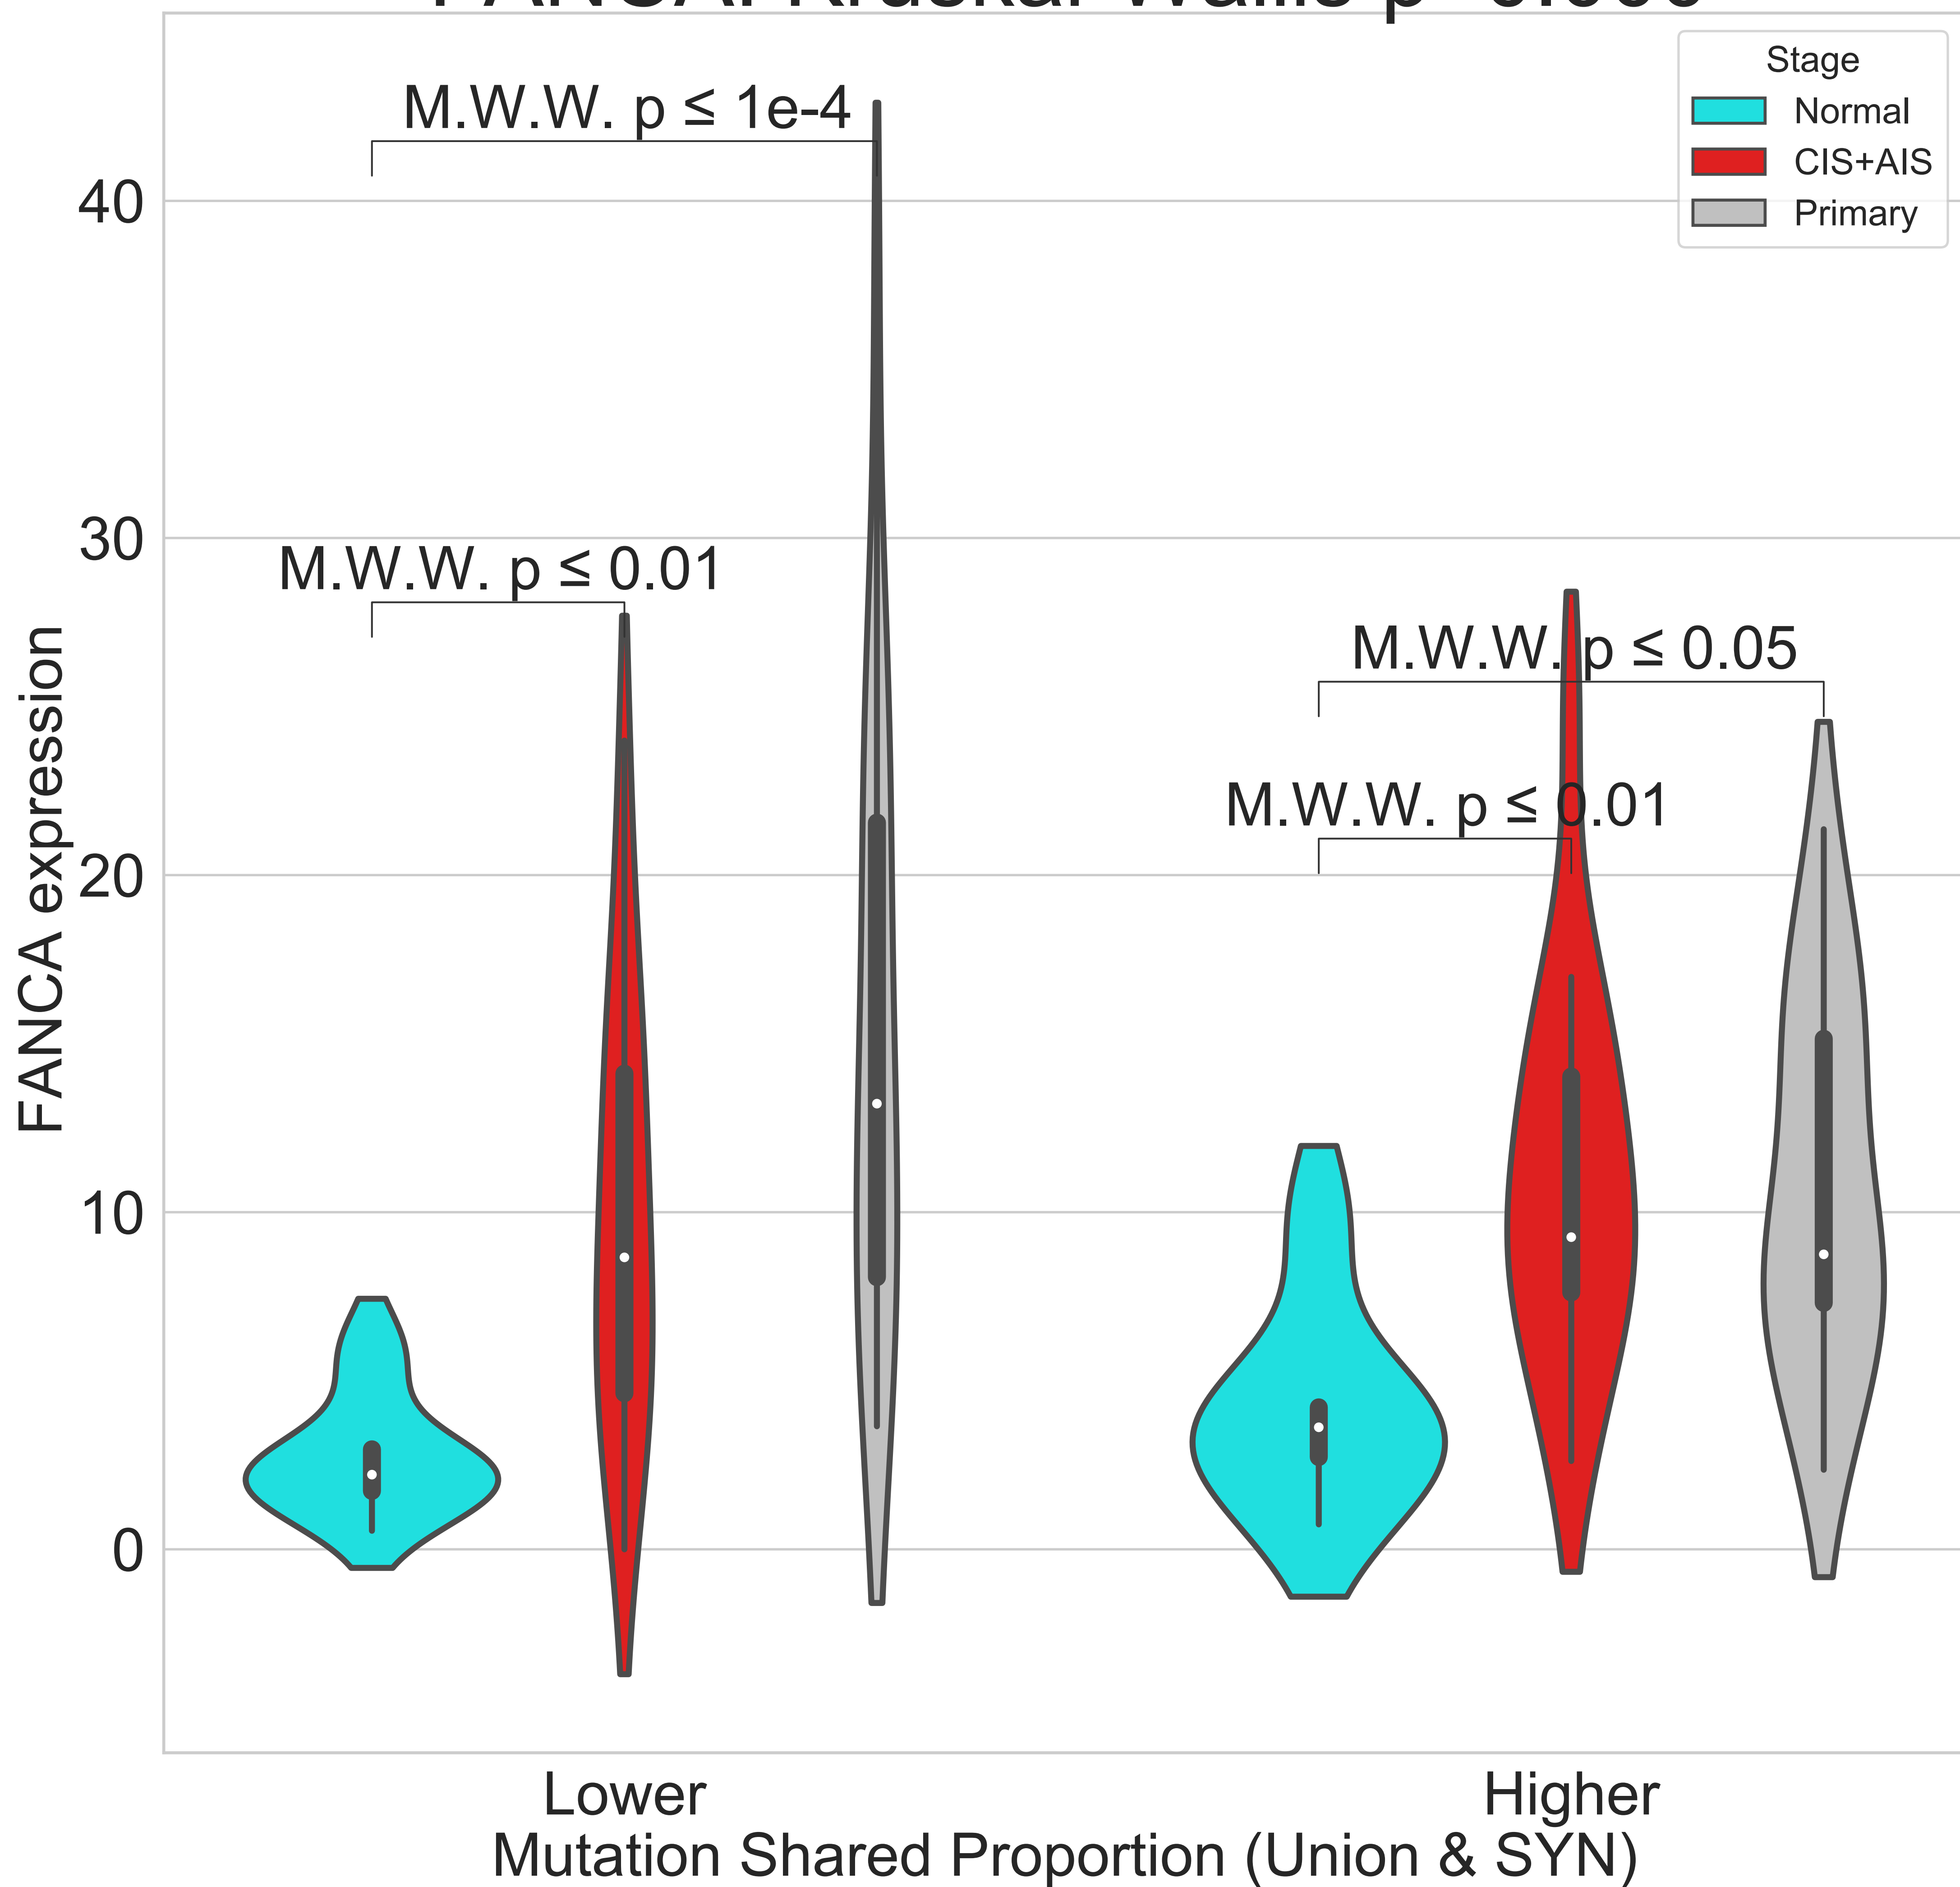 Stage
Normal
CIS+AIS
Primary
M.W.W. p ≤ 1e-4
M.W.W. p ≤ 0.01
M.W.W. p ≤ 0.05
M.W.W. p ≤ 0.01
40
30
20
10
0
FANCA expression
Lower
Higher
Mutation Shared Proportion (Union & SYN)